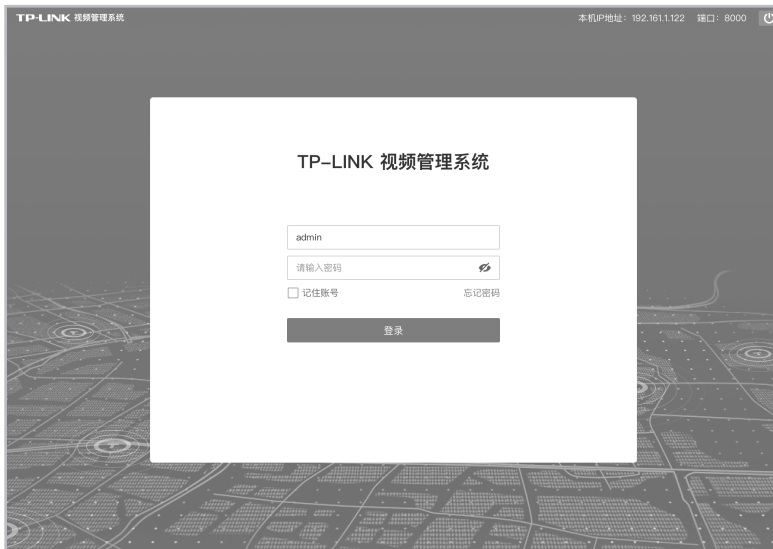 TP-LINK 视频管理系统
本机IP地址：192.161.1.122 端口：8000
TP-LINK 视频管理系统
admin
请输入密码
记住账号 忘记密码
登录